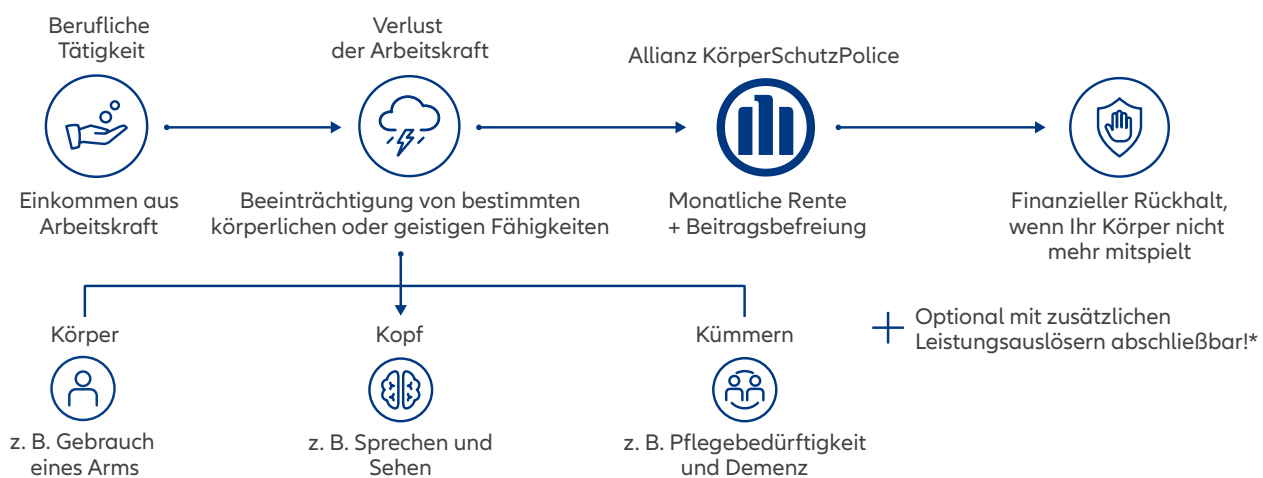 Berufliche
Tätigkeit
Verlust
der Arbeitskraft
Allianz KörperSchutzPolice
Einkommen aus
Arbeitskraft
Beeinträchtigung von bestimmten
körperlichen oder geistigen Fähigkeiten
Monatliche Rente
+ Beitragsbefreiung
Finanzieller Rückhalt,
wenn Ihr Körper nicht
mehr mitspielt
Körper
Kopf
Kümmern
Optional mit zusätzlichen
Leistungsauslösern abschließbar!*
z. B. Gebrauch
eines Arms
z. B. Sprechen und
Sehen
z. B. Pflegebedürftigkeit
und Demenz